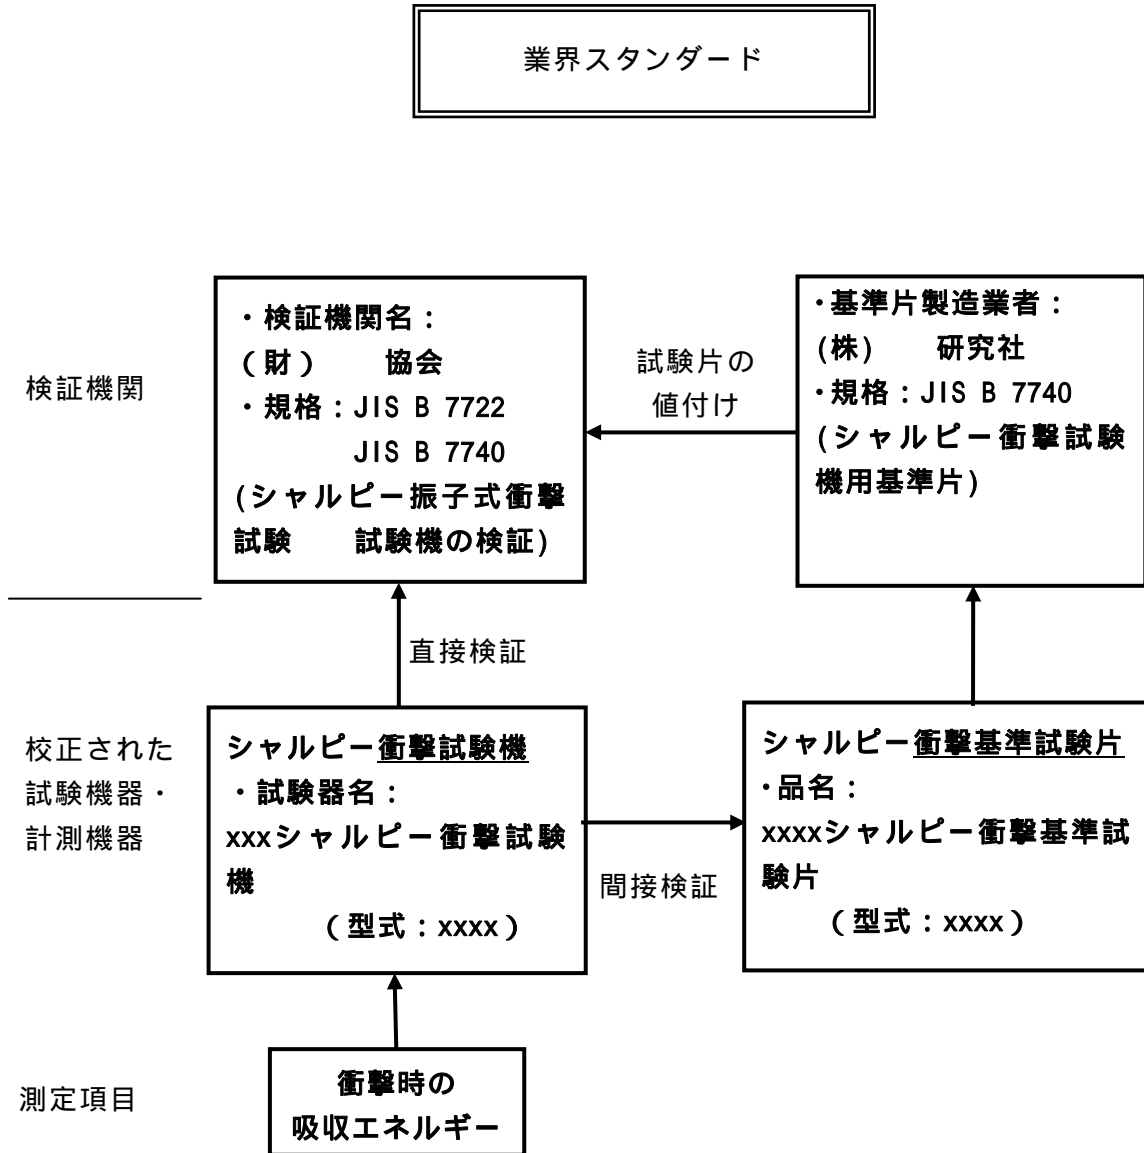 業界スタンダード
検証機関
・検証機関名：
（財）　　協会
・規格：JIS B 7722
JIS B 7740
(シャルピー振子式衝撃
試験　　試験機の検証)
試験片の
値付け
・基準片製造業者：
(株)　　研究社
・規格：JIS B 7740
(シャルピー衝撃試験
機用基準片)
直接検証
校正された
試験機器・
計測機器
シャルピー衝撃試験機
・試験器名：
xxxシャルピー衝撃試験
機
（型式：xxxx）
間接検証
シャルピー衝撃基準試験片
・品名：
xxxxシャルピー衝撃基準試
験片
（型式：xxxx）
測定項目
衝撃時の
吸収エネルギー